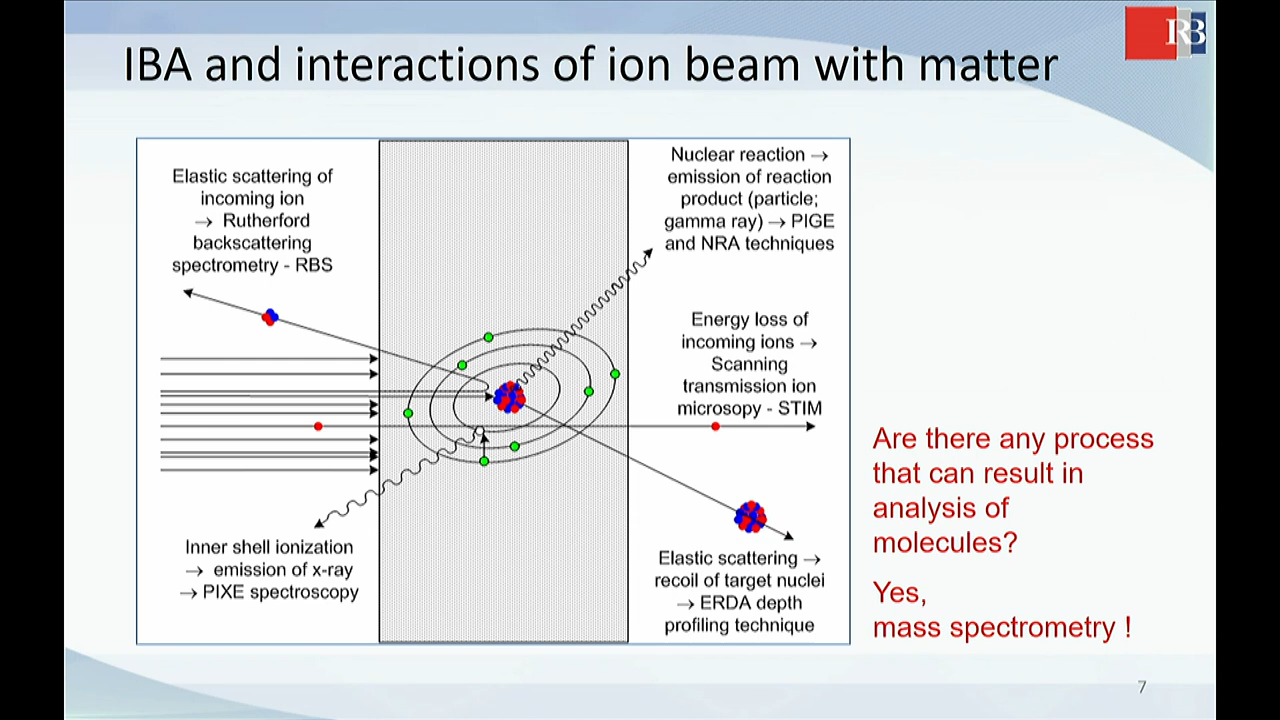 IBA and interactions of ion beam with matter
RB
Elastic scattering of
incoming ion
→ Rutherford
backscattering
spectrometry - RBS
Nuclear reaction →
emission of reaction
product (particle;
gamma ray) → PIGE
and NRA techniques
Energy loss of
incoming ions →
Scanning
transmission ion
microsopy - STIM
Inner shell ionization
→ emission of x-ray
→ PIXE spectroscopy
Elastic scattering →
recoil of target nuclei
→ ERDA depth
profiling technique
Are there any process
that can result in
analysis of
molecules?
Yes,
mass spectrometry !
7